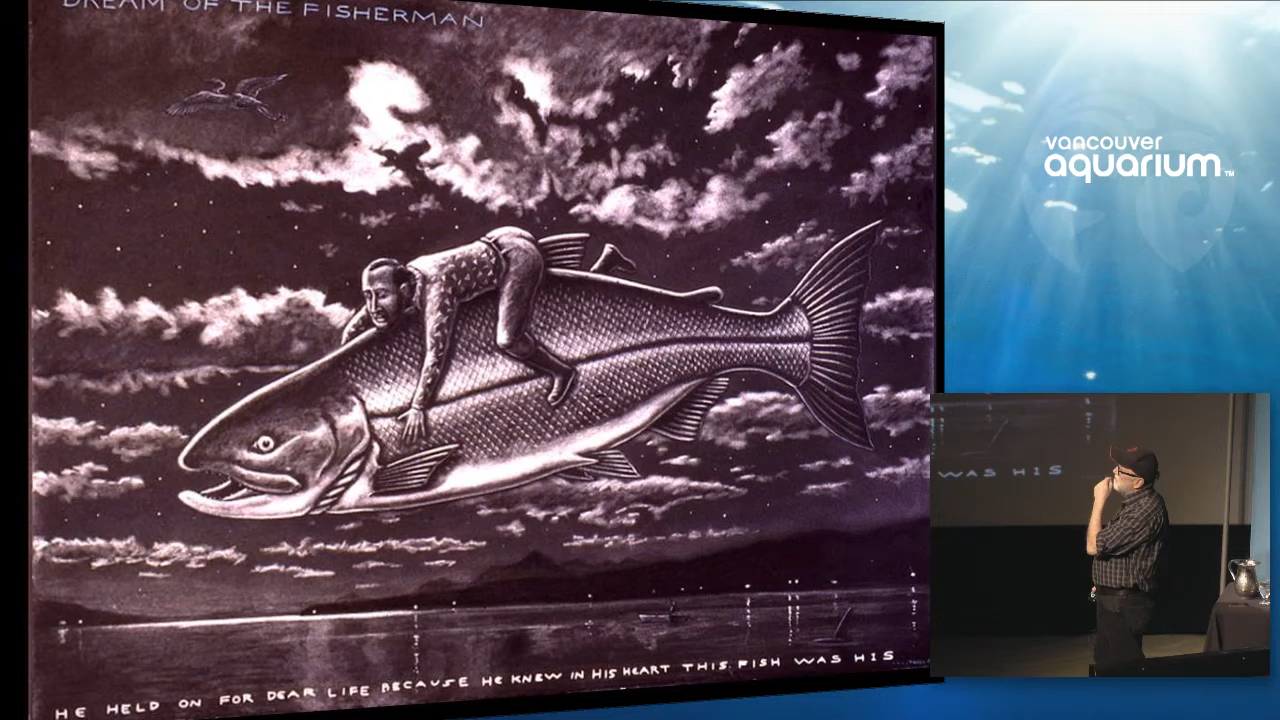 DREAM OF THE FISHERMAN
vancouver
aquarium™
WAS HIS
HE HELD ON FOR DEAR LIFE BECAUSE HE KNEW IN HIS HEART THIS FISH WAS HIS